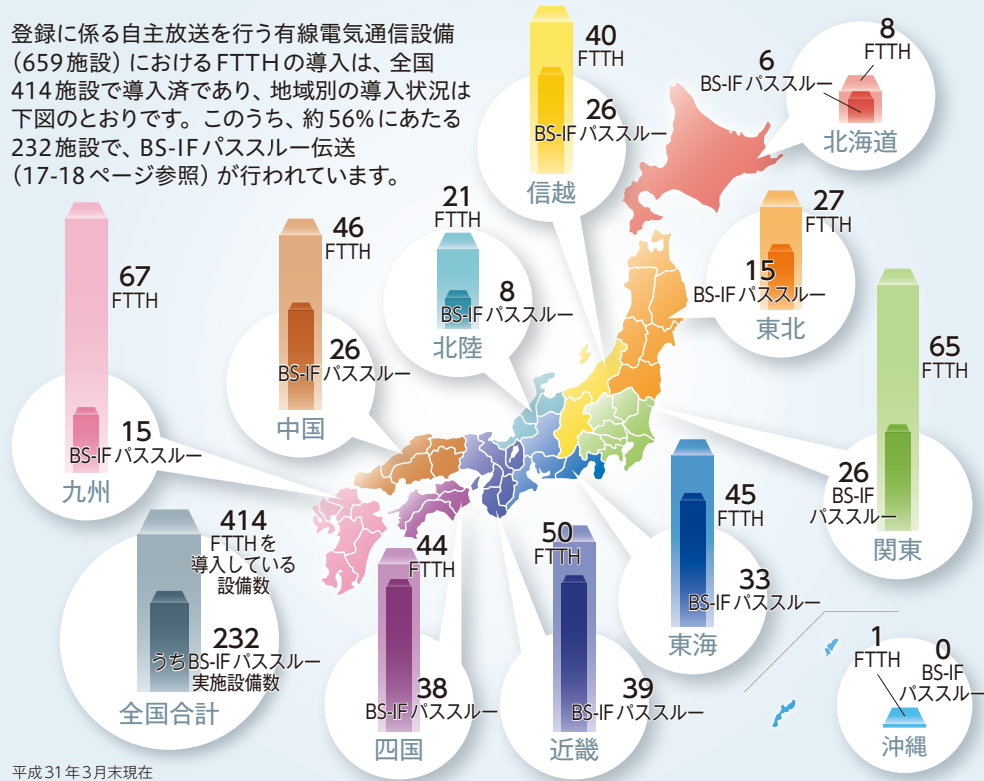 登録に係る自主放送を行う有線電気通信設備
(659施設)におけるFTTHの導入は、全国
414施設で導入済であり、地域別の導入状況は
下図のとおりです。このうち、約56%にあたる
232施設で、BS-IFパススルー伝送
(17-18ページ参照)が行われています。
40
FTTH
26
BS-IFパススルー
信越
8
FTTH
6
BS-IFパススルー
北海道
27
FTTH
15
BS-IFパススルー
東北
21
FTTH
8
BS-IFパススルー
北陸
46
FTTH
26
BS-IFパススルー
中国
67
FTTH
15
BS-IFパススルー
九州
65
FTTH
26
BS-IF
パススルー
関東
45
FTTH
33
BS-IFパススルー
東海
50
FTTH
39
BS-IFパススルー
近畿
44
FTTH
38
BS-IFパススルー
四国
414
FTTHを
導入している
設備数
232
うちBS-IFパススルー
実施設備数
全国合計
1
FTTH
0
BS-IF
パススルー
沖縄
平成31年3月末現在